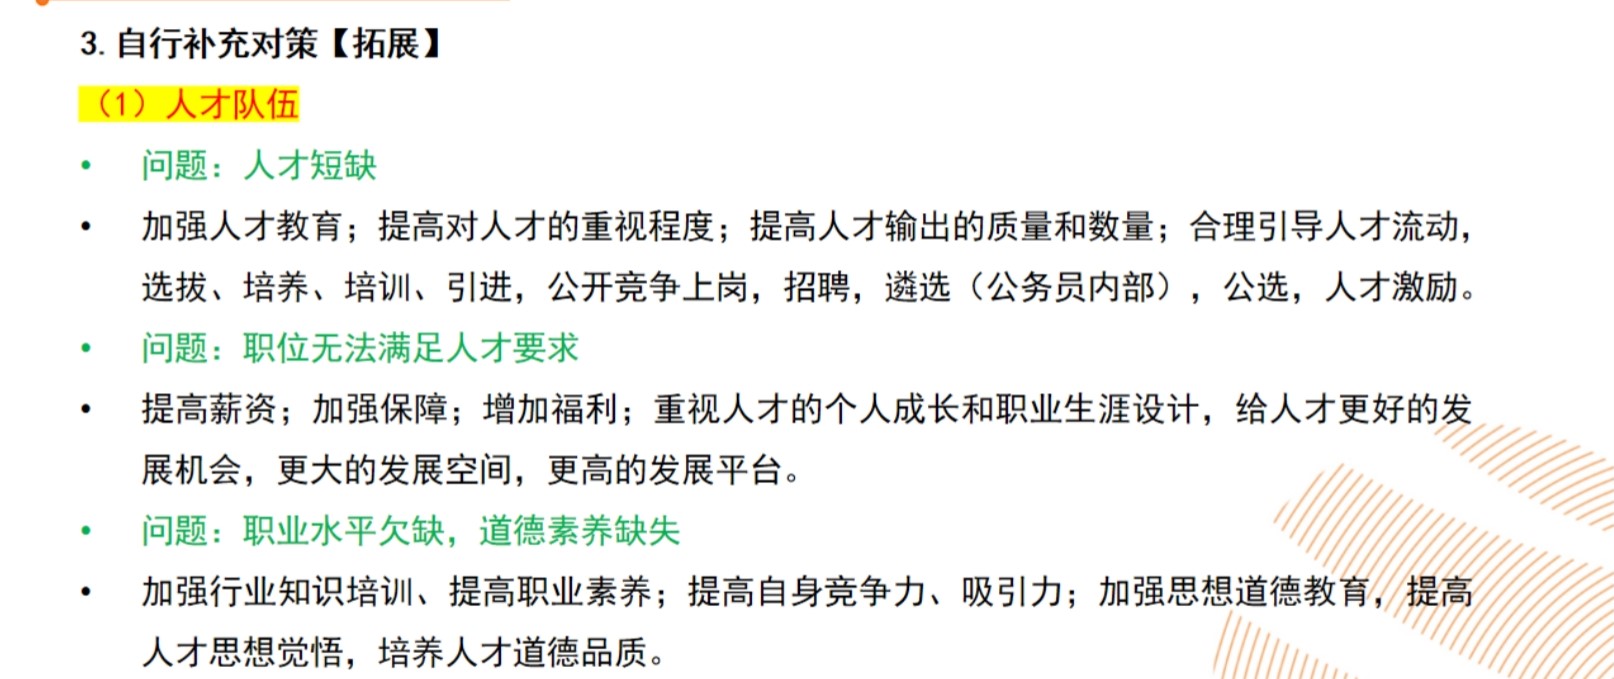 3. 自行补充对策【拓展】
（1）人才队伍
• 问题：人才短缺
• 加强人才教育；提高对人才的重视程度；提高人才输出的质量和数量；合理引导人才流动，
选拔、培养、培训、引进，公开竞争上岗，招聘，遴选（公务员内部），公选，人才激励。
• 问题：职位无法满足人才要求
• 提高薪资；加强保障；增加福利；重视人才的个人成长和职业生涯设计，给人才更好的发
展机会，更大的发展空间，更高的发展平台。
• 问题：职业水平欠缺，道德素养缺失
• 加强行业知识培训、提高职业素养；提高自身竞争力、吸引力；加强思想道德教育，提高
人才思想觉悟，培养人才道德品质。